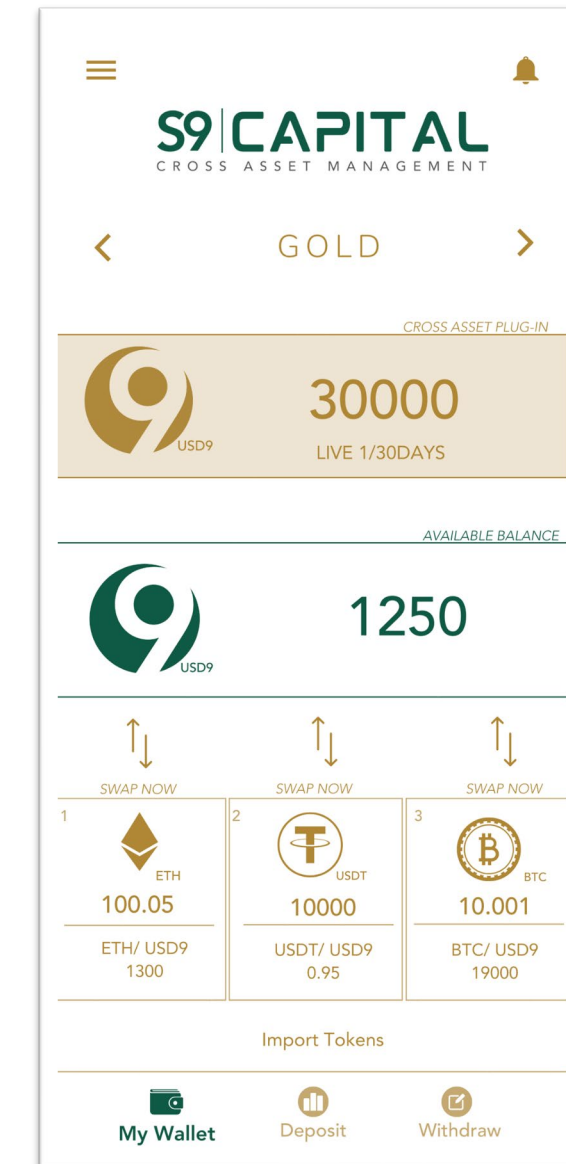 S9|CAPITAL
CROSS ASSET MANAGEMENT
GOLD
CROSS ASSET PLUG-IN
30000
USD9
LIVE 1/30DAYS
AVAILABLE BALANCE
1250
USD9
SWAP NOW SWAP NOW SWAP NOW
1 2 3
ETH USDT BTC
100.05 10000 10.001
ETH/ USD9 USDT/ USD9 BTC/ USD9
1300 0.95 19000
Import Tokens
My Wallet Deposit Withdraw